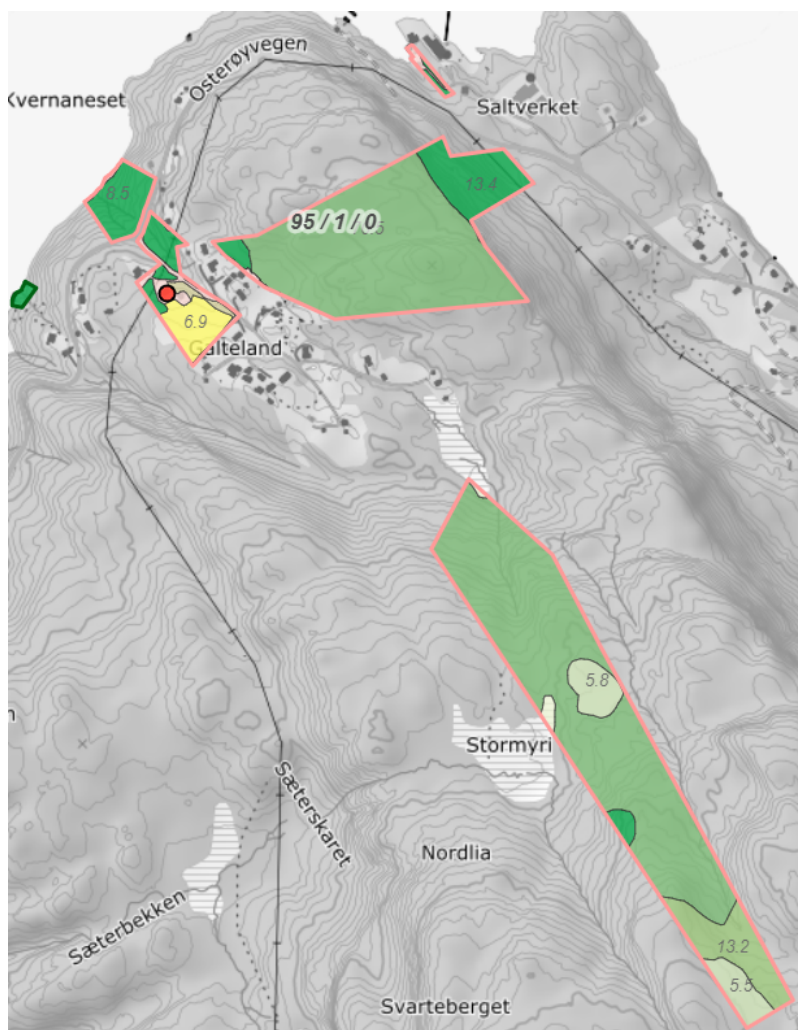 Osterøyvegen
Kvernaneset
Saltverket
8.5
13.4
95 / 1 / 0
6.9
Galteland
5.8
Stormyri
Sæterskaret
Nordlia
Sæterbekken
13.2
5.5
Svarteberget